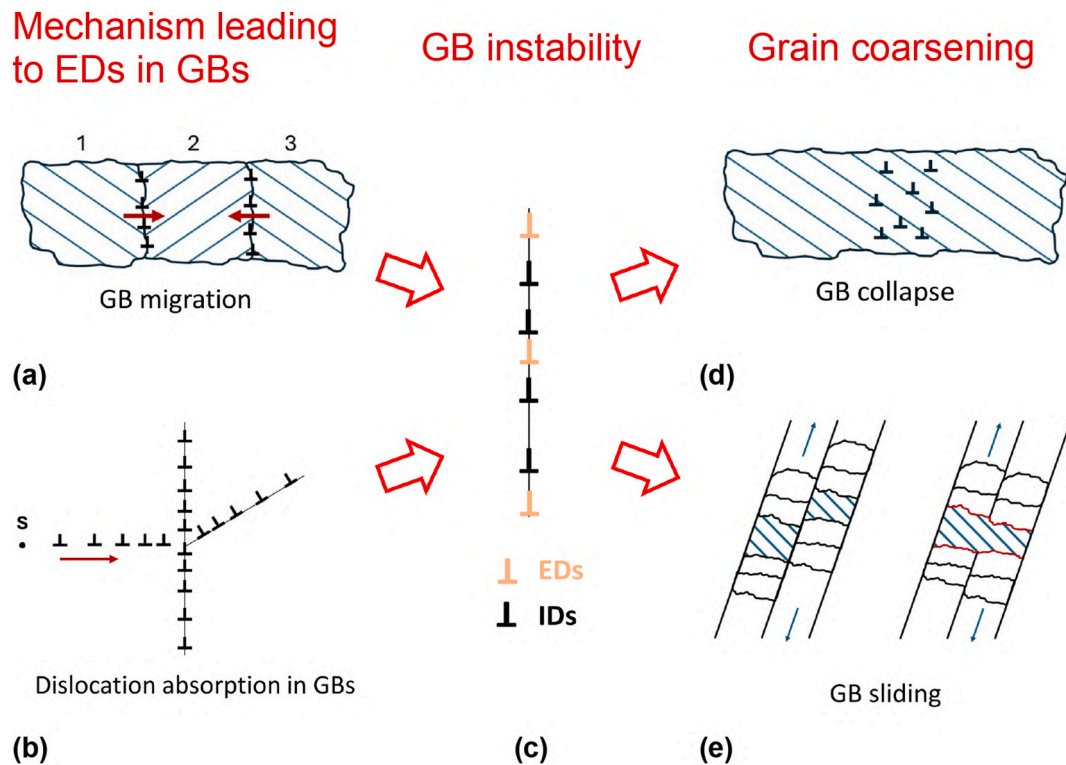 Mechanism leading
to EDs in GBs
GB instability
Grain coarsening
1 2 3
GB migration
GB collapse
(a)
(d)
S
EDs
IDs
Dislocation absorption in GBs
GB sliding
(b)
(c)
(e)